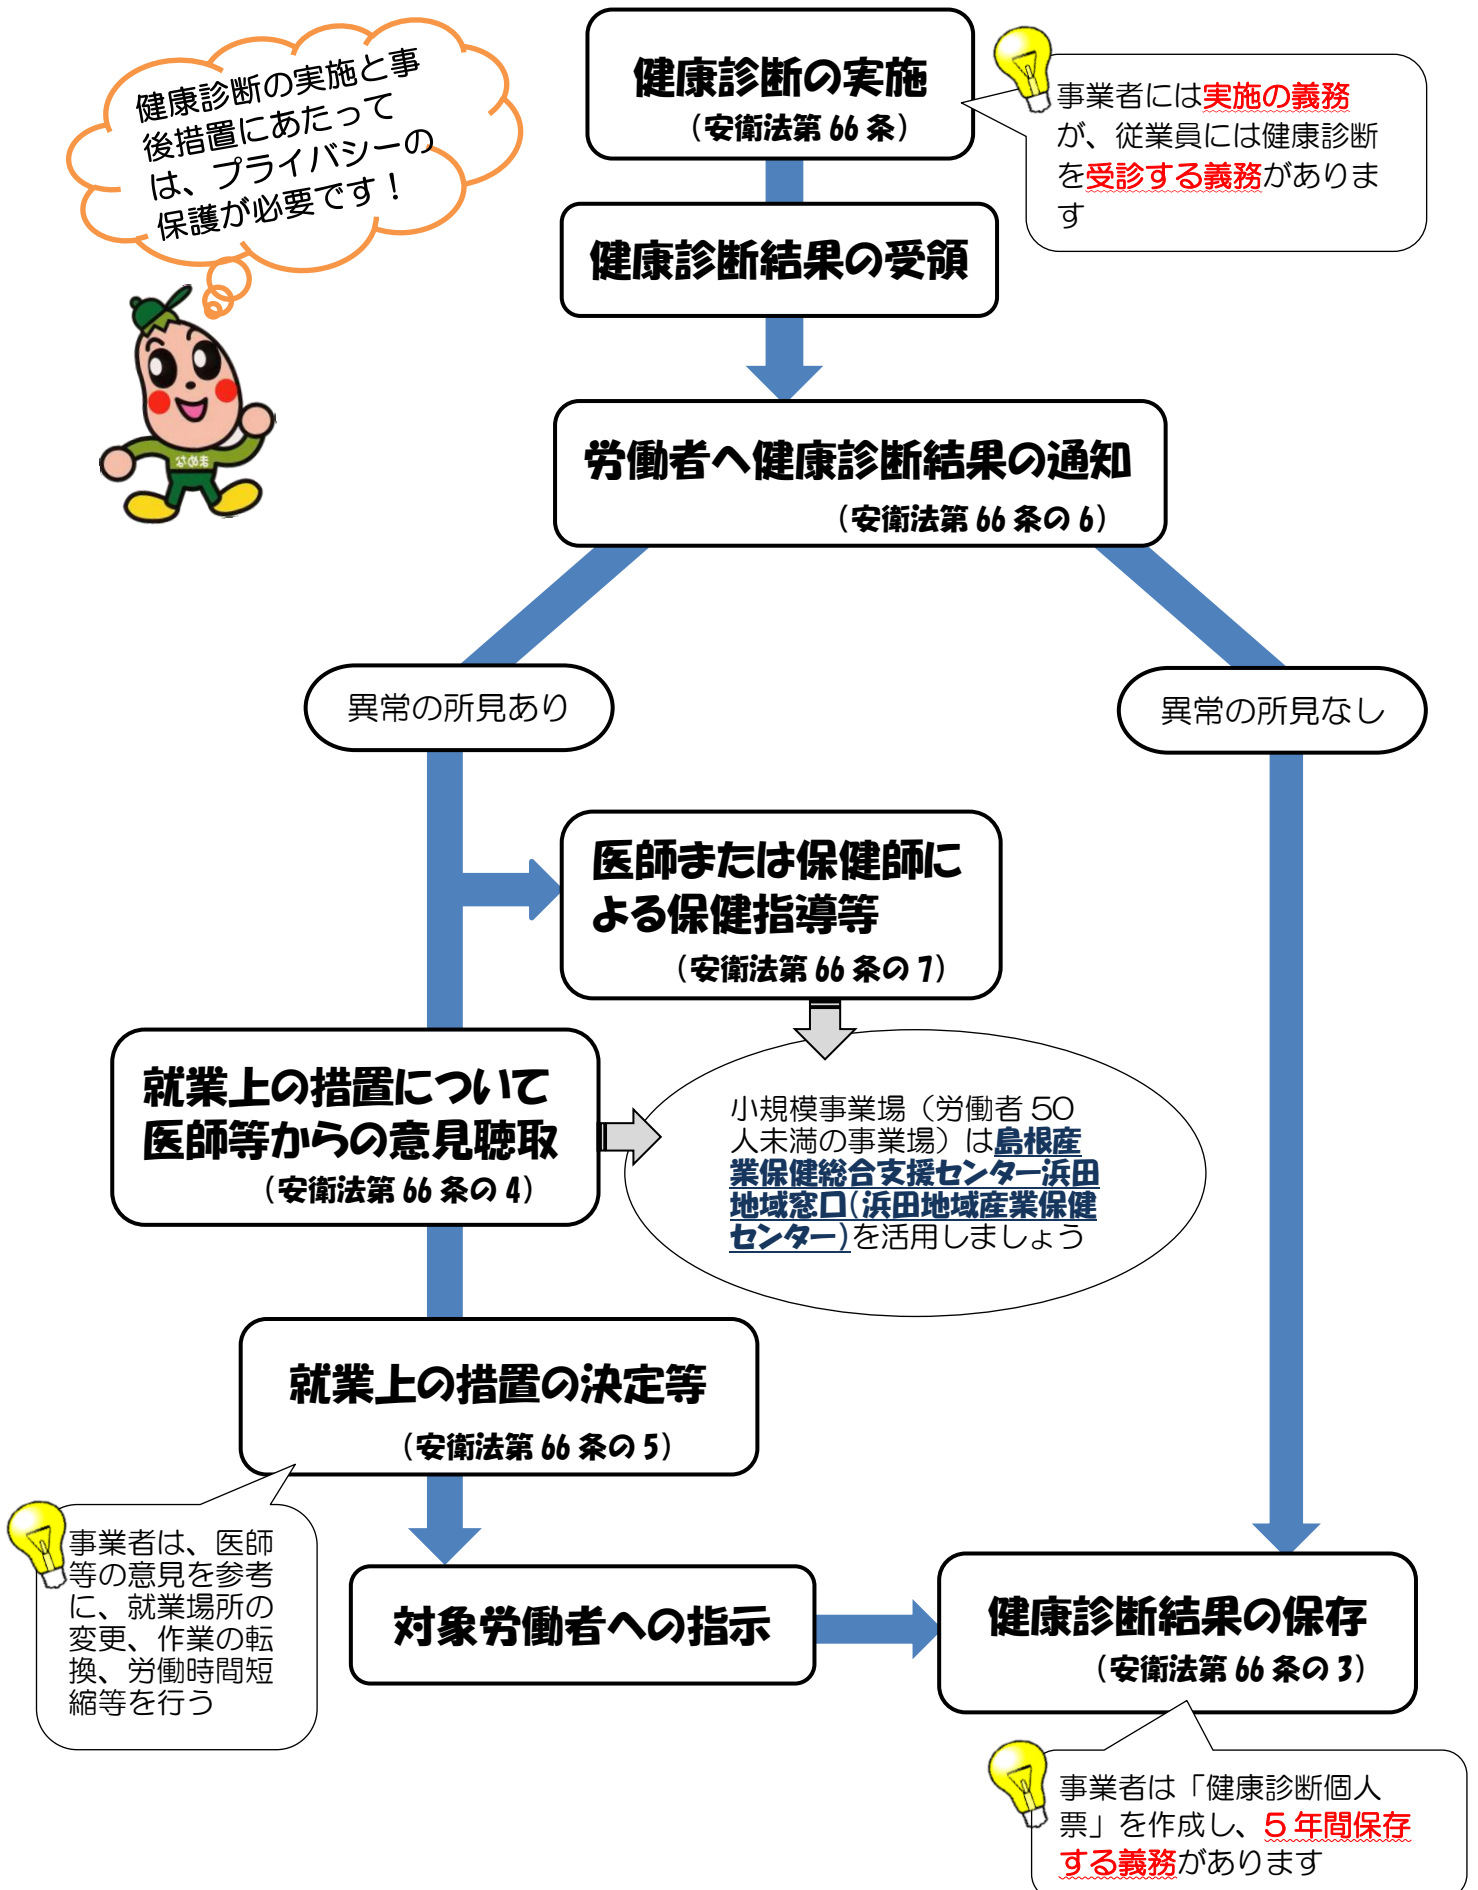 健康診断の実施と事
後措置にあたって
は、プライバシーの
保護が必要です！
健康診断の実施
（安衛法第 66 条）
事業者には実施の義務
が、従業員には健康診断
を受診する義務がありま
す
健康診断結果の受領
まめな
労働者へ健康診断結果の通知
（安衛法第 66 条の 6）
異常の所見あり
異常の所見なし
医師または保健師に
よる保健指導等
（安衛法第 66 条の 7）
就業上の措置について
医師等からの意見聴取
（安衛法第 66 条の 4）
小規模事業場（労働者 50
人未満の事業場）は島根産
業保健総合支援センター浜田
地域窓口(浜田地域産業保健
センター)を活用しましょう
就業上の措置の決定等
（安衛法第 66 条の 5）
事業者は、医師
等の意見を参考
に、就業場所の
変更、作業の転
換、労働時間短
縮等を行う
対象労働者への指示
健康診断結果の保存
（安衛法第 66 条の 3）
事業者は「健康診断個人
票」を作成し、5 年間保存
する義務があります